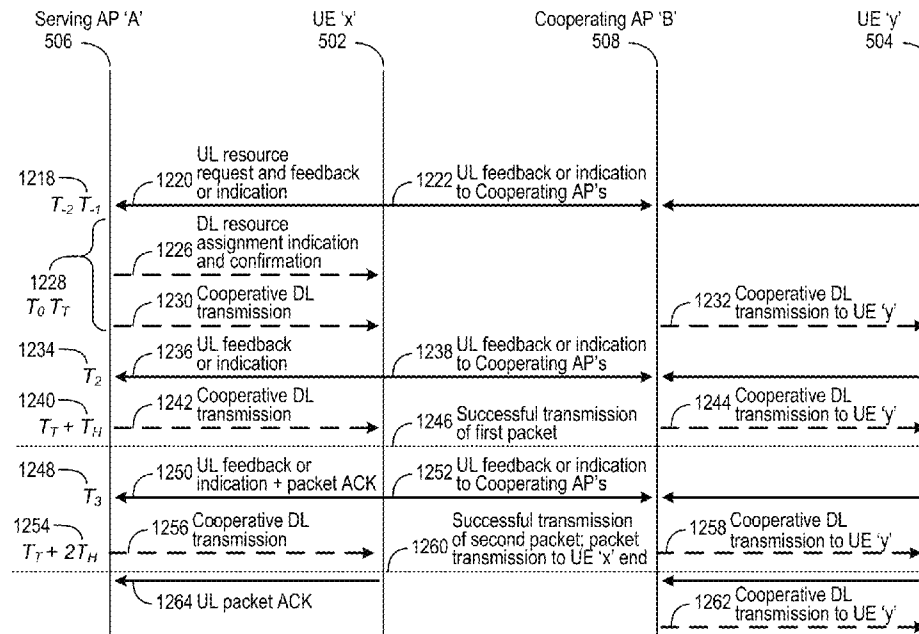 Serving AP 'A'
506
UE 'x'
502
Cooperating AP 'B'
508
UE 'y'
504
1218
T-2 T-1
1220
UL resource
request and feedback
or indication
1222
UL feedback or indication
to Cooperating AP's
1226
DL resource
assignment indication
and confirmation
1228
T0 TT
1230
Cooperative DL
transmission
1232
Cooperative DL
transmission to UE 'y'
1234
T2
1236
UL feedback
or indication
1238
UL feedback or indication
to Cooperating AP's
1240
TT + TH
1242
Cooperative DL
transmission
1246
Successful transmission
of first packet
1244
Cooperative DL
transmission to UE 'y'
1248
T3
1250
UL feedback or
indication + packet ACK
1252
UL feedback or indication
to Cooperating AP's
1254
TT + 2TH
1256
Cooperative DL
transmission
1260
Successful transmission
of second packet; packet
transmission to UE 'x' end
1258
Cooperative DL
transmission to UE 'y'
1264 UL packet ACK
1262
Cooperative DL
transmission to UE 'y'